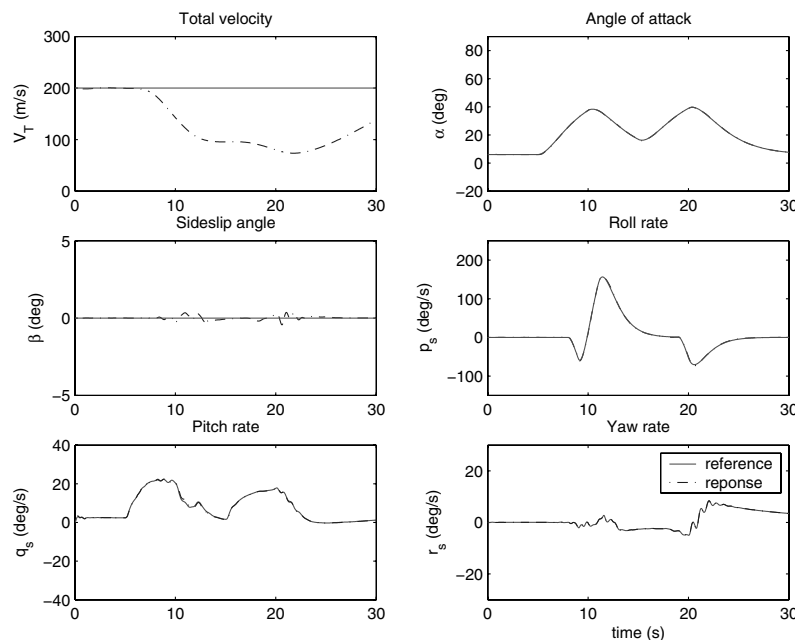 Total velocity
300
200
100
0
V_T (m/s)
0 10 20 30
Angle of attack
80
60
40
20
0
−20
α (deg)
0 10 20 30
Sideslip angle
5
0
−5
β (deg)
0 10 20 30
Roll rate
200
100
0
−100
p_s (deg/s)
0 10 20 30
Pitch rate
40
20
0
−20
−40
q_s (deg/s)
0 10 20 30
Yaw rate
reference
reponse
20
0
−20
r_s (deg/s)
0 10 20 30
time (s)